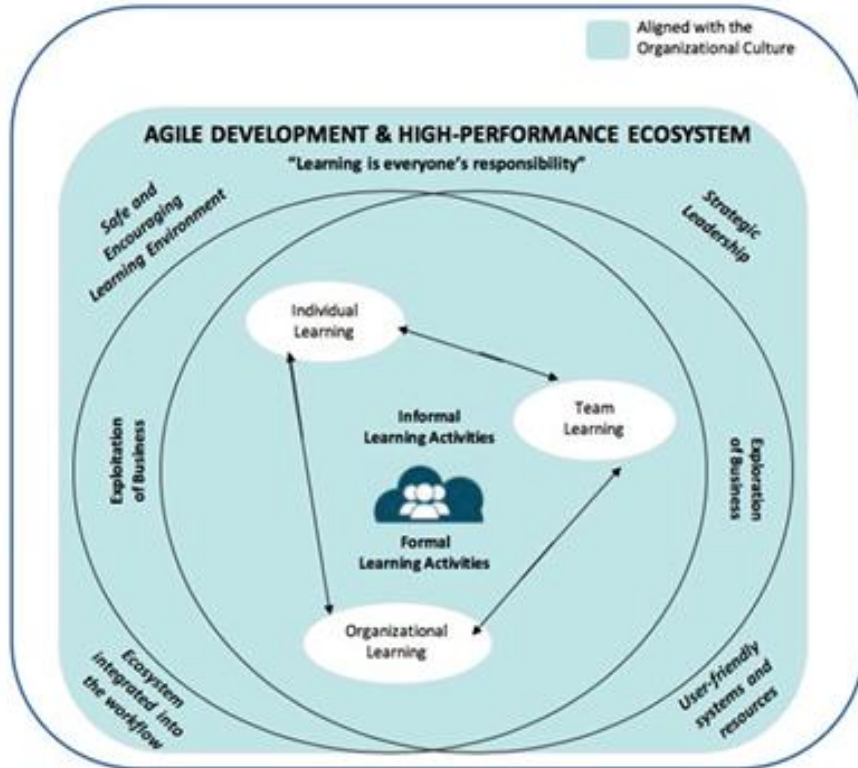 Aligned with the
Organizational Culture
AGILE DEVELOPMENT & HIGH-PERFORMANCE ECOSYSTEM
“Learning is everyone’s responsibility”
Safe and
Encouraging
Learning Environment
Strategic
Leadership
Individual
Learning
Team
Learning
Informal
Learning Activities
Exploitation
of Business
Exploration
of Business
Formal
Learning Activities
Organizational
Learning
Ecosystem
integrated into
the workflow
User-friendly
systems and
resources